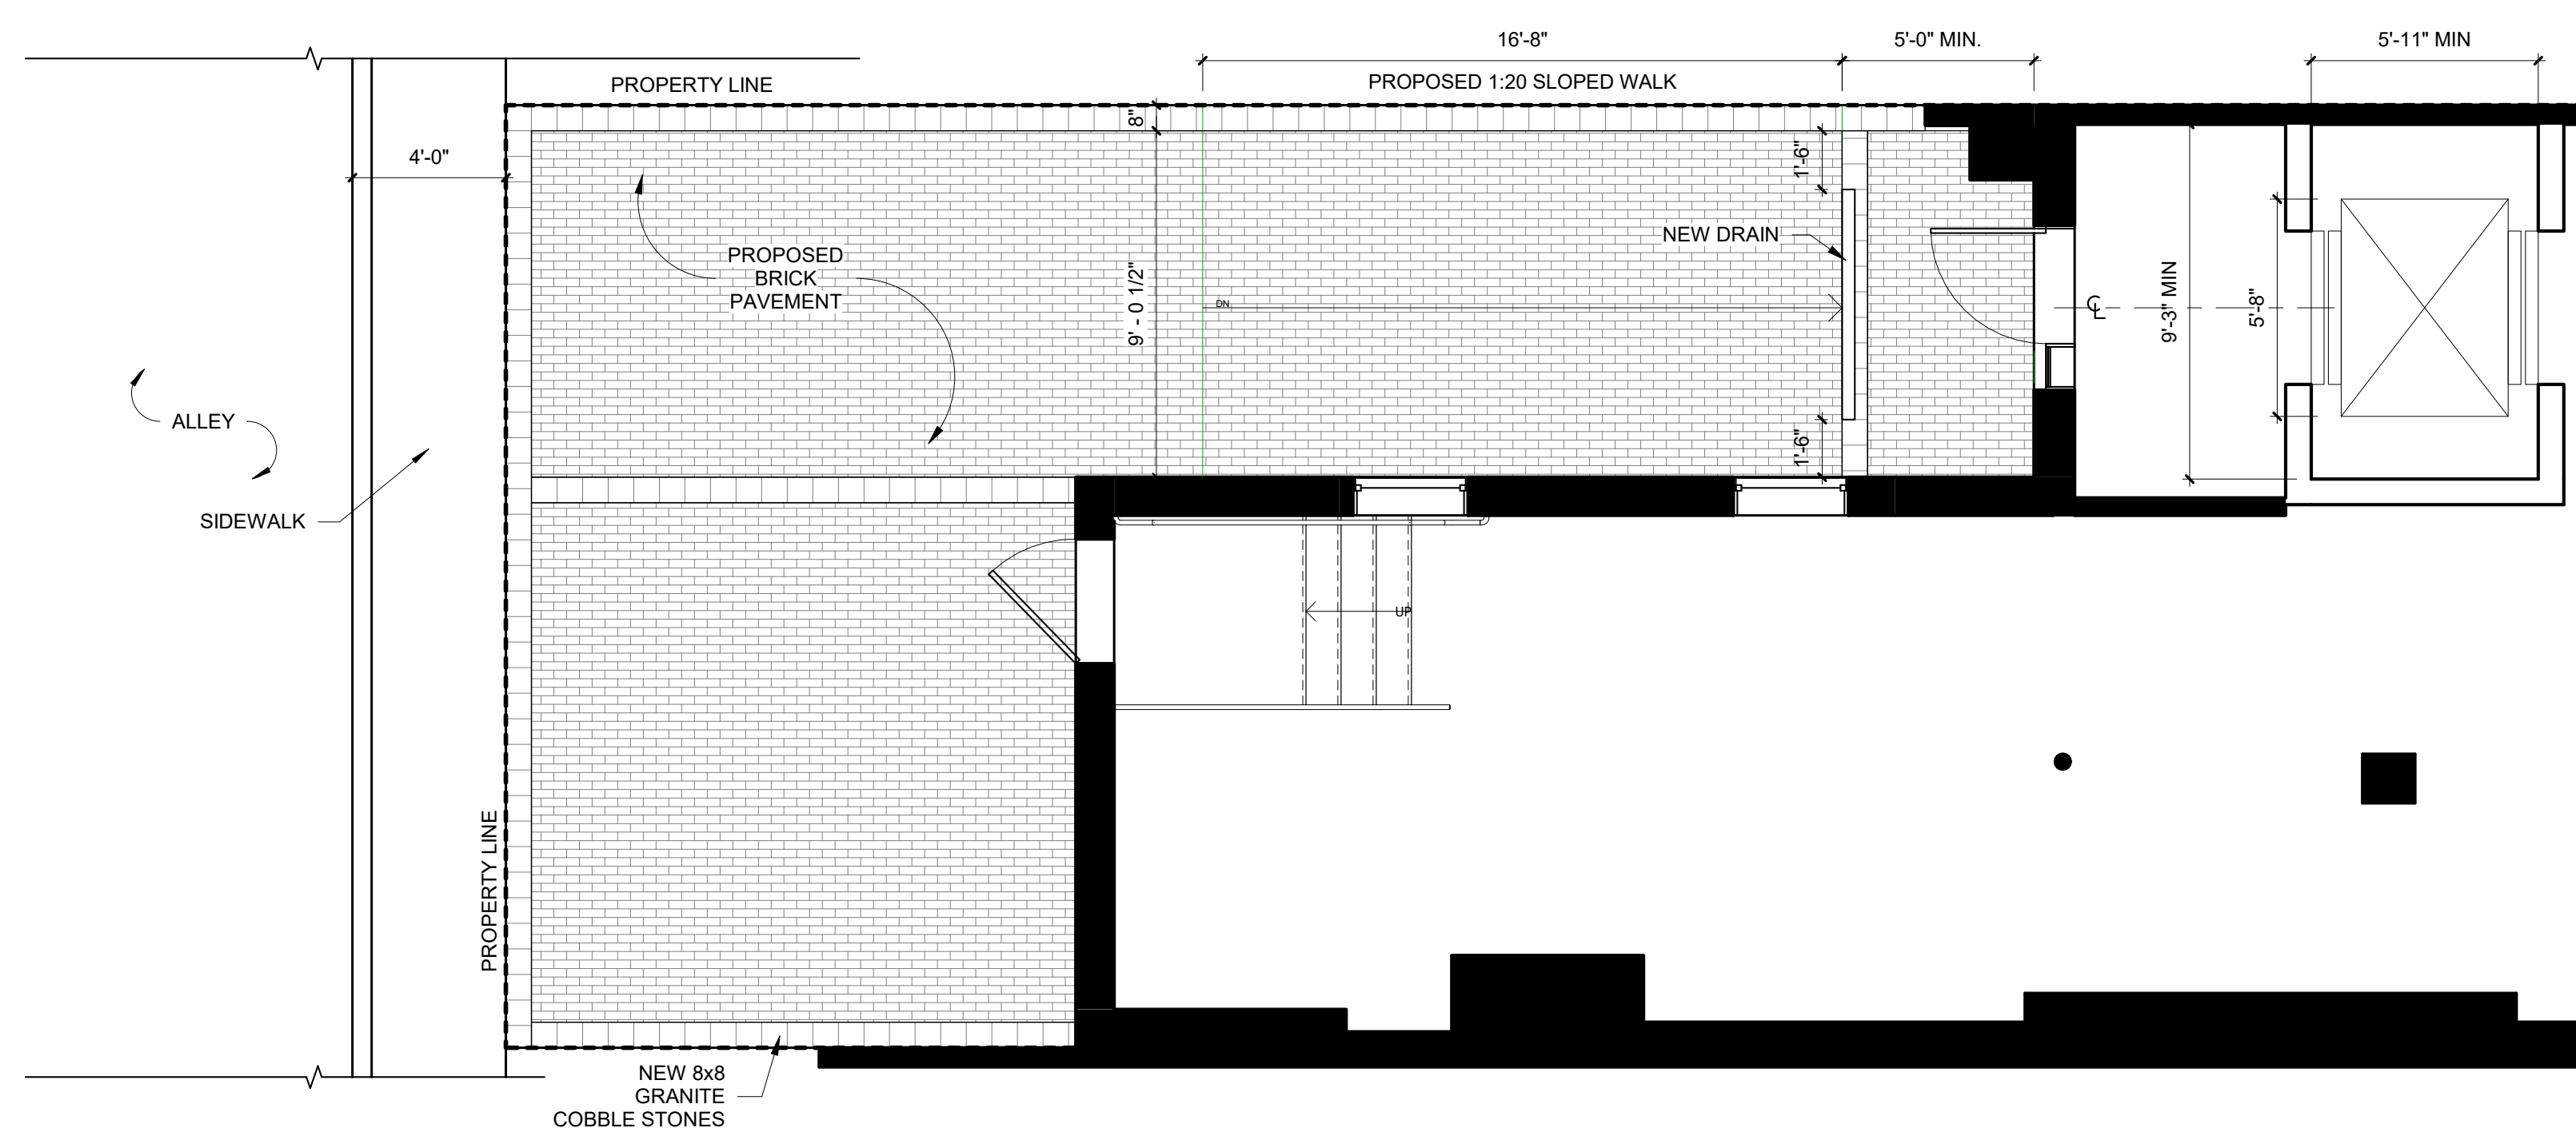 16'-8"
5'-0" MIN.
5'-11" MIN
PROPERTY LINE
PROPOSED 1:20 SLOPED WALK
8"
4'-0"
1'-6"
NEW DRAIN
PROPOSED
BRICK
PAVEMENT
9' - 0 1/2"
DN
CL
9'-3" MIN
5'-8"
ALLEY
1'-6"
SIDEWALK
UP
PROPERTY LINE
NEW 8x8
GRANITE
COBBLE STONES